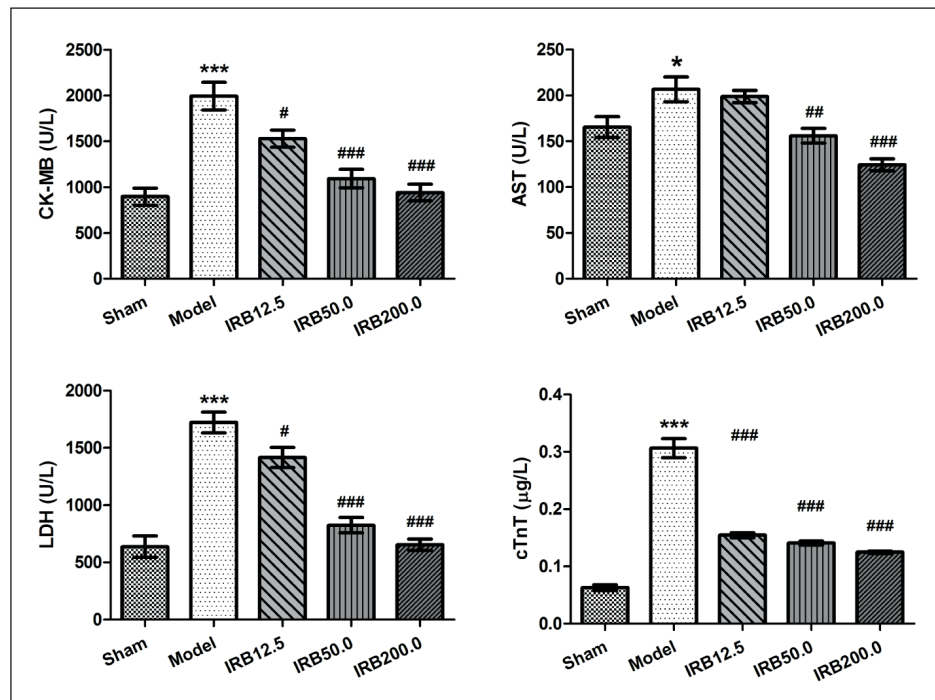 CK-MB (U/L)
2500
2000
1500
1000
500
0
***
#
###
###
Sham
Model
IRB12.5
IRB50.0
IRB200.0
AST (U/L)
250
200
150
100
50
0
*
##
###
Sham
Model
IRB12.5
IRB50.0
IRB200.0
LDH (U/L)
2000
1500
1000
500
0
***
#
###
###
Sham
Model
IRB12.5
IRB50.0
IRB200.0
cTnT (μg/L)
0.4
0.3
0.2
0.1
0.0
***
###
###
###
Sham
Model
IRB12.5
IRB50.0
IRB200.0